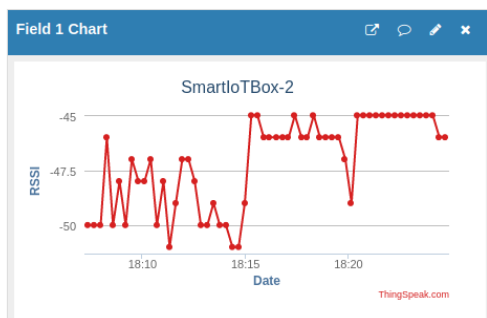 Field 1 Chart
SmartIoTBox-2
-45
-47.5
-50
RSSI
18:10
18:15
18:20
Date
ThingSpeak.com